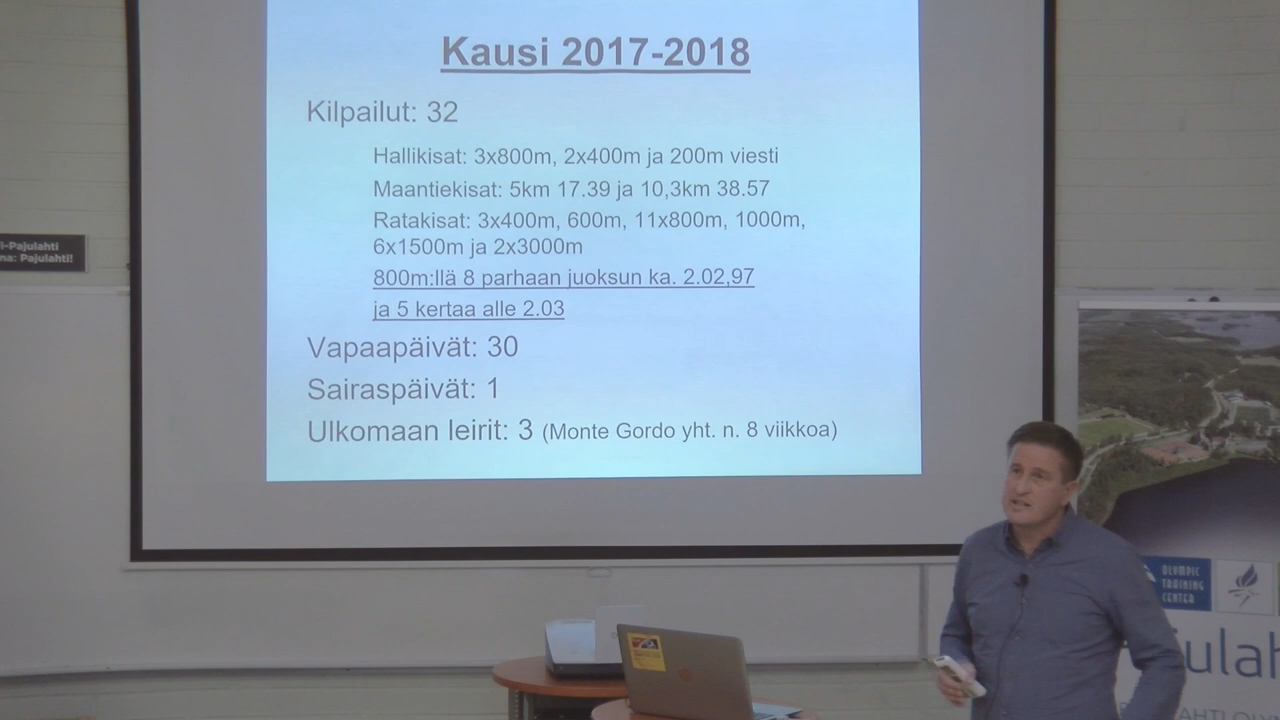 Kausi 2017-2018
Kilpailut: 32
Hallikisat: 3x800m, 2x400m ja 200m viesti
Maantiekisat: 5km 17.39 ja 10,3km 38.57
Ratakisat: 3x400m, 600m, 11x800m, 1000m,
6x1500m ja 2x3000m
800m:llä 8 parhaan juoksun ka. 2.02,97
ja 5 kertaa alle 2.03
Vapaapäivät: 30
Sairaspäivät: 1
Ulkomaan leirit: 3 (Monte Gordo yht. n. 8 viikkoa)
i-Pajulahti
na: Pajulahti!
OLYMPIC
TRAINING
CENTER
ulah